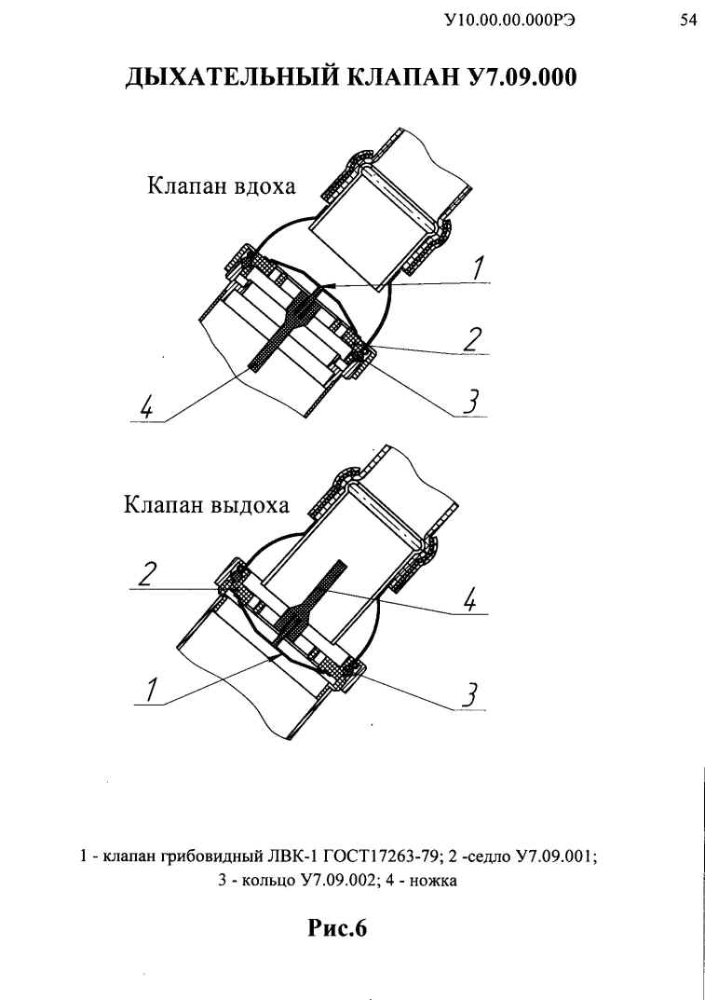 У10.00.00.000РЭ 54
ДЫХАТЕЛЬНЫЙ КЛАПАН У7.09.000
Клапан вдоха
1
2
3
4
Клапан выдоха
2
4
1
3
1 - клапан грибовидный ЛВК-1 ГОСТ17263-79; 2 -седло У7.09.001;
3 - кольцо У7.09.002; 4 - ножка
Рис.6